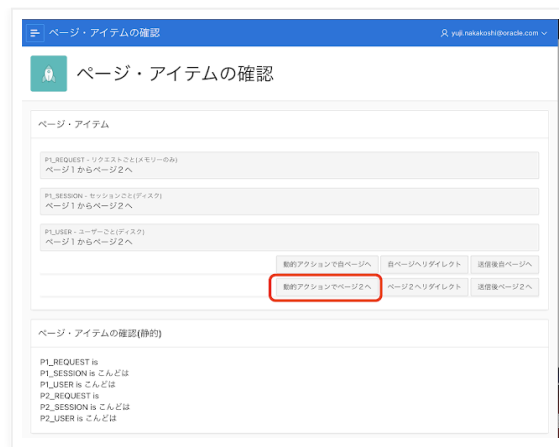 ページ・アイテムの確認
yuji.nakakoshi@oracle.com
ページ・アイテムの確認
ページ・アイテム
P1_REQUEST - リクエストごと(メモリーのみ)
ページ1からページ2へ
P1_SESSION - セッションごと(ディスク)
ページ1からページ2へ
P1_USER - ユーザーごと(ディスク)
ページ1からページ2へ
動的アクションで自ページへ 自ページへリダイレクト 送信後自ページへ
動的アクションでページ2へ ページ2へリダイレクト 送信後ページ2へ
ページ・アイテムの確認(静的)
P1_REQUEST is
P1_SESSION is こんどは
P1_USER is こんどは
P2_REQUEST is
P2_SESSION is こんどは
P2_USER is こんどは